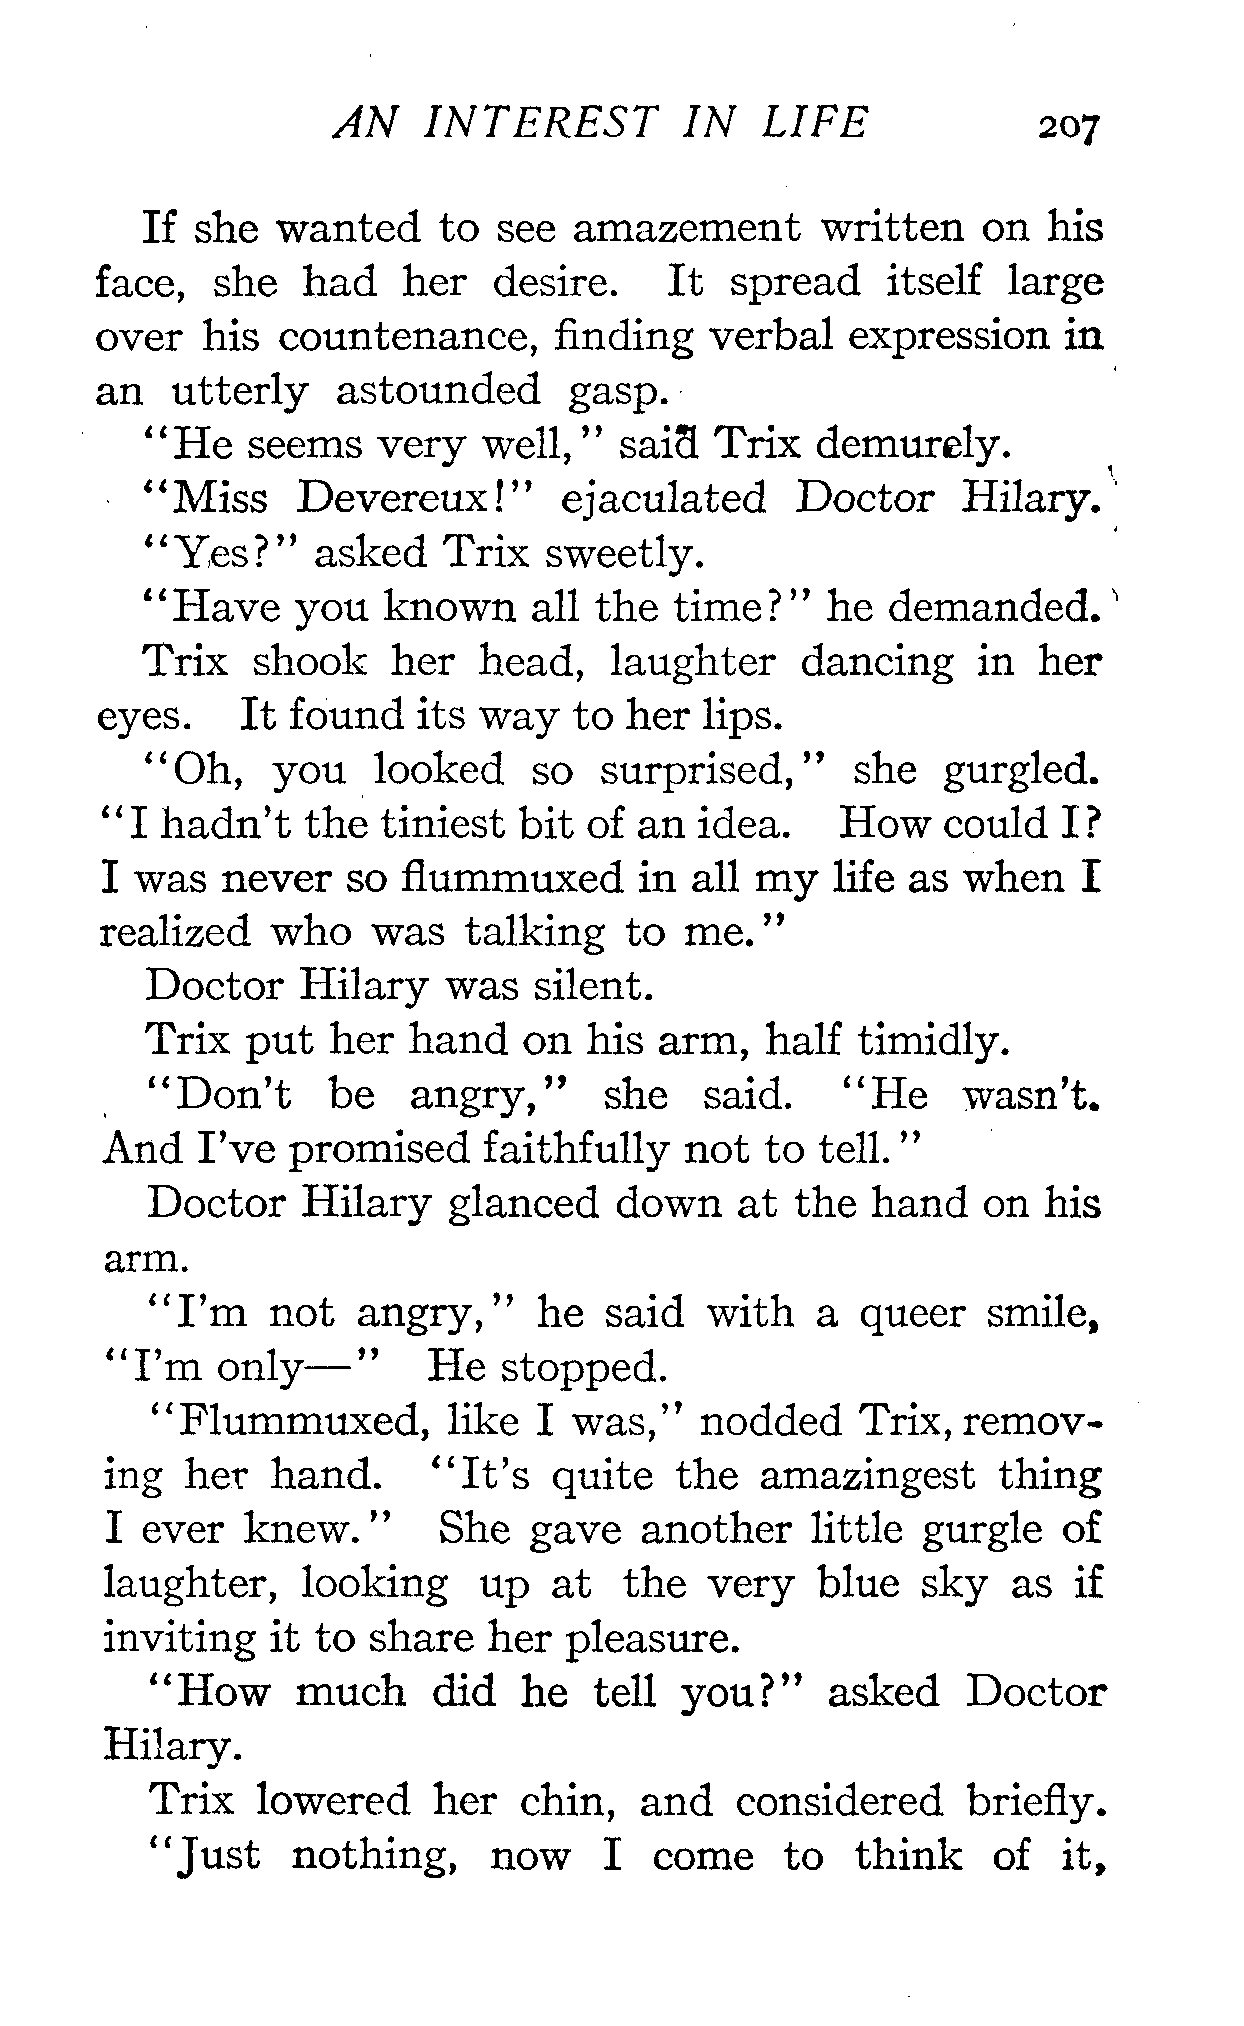 AN INTEREST IN LIFE 207
If she wanted to see amazement written on his
face, she had her desire. It spread itself large
over his countenance, finding verbal expression in
an utterly astounded gasp.
"He seems very well," said Trix demurely.
"Miss Devereux!" ejaculated Doctor Hilary.
"Yes?" asked Trix sweetly.
"Have you known all the time?" he demanded.
Trix shook her head, laughter dancing in her
eyes. It found its way to her lips.
"Oh, you looked so surprised," she gurgled.
"I hadn't the tiniest bit of an idea. How could I?
I was never so flummuxed in all my life as when I
realized who was talking to me."
Doctor Hilary was silent.
Trix put her hand on his arm, half timidly.
"Don't be angry," she said. "He wasn't.
And I've promised faithfully not to tell."
Doctor Hilary glanced down at the hand on his
arm.
"I'm not angry," he said with a queer smile,
"I'm only—" He stopped.
"Flummuxed, like I was," nodded Trix, remov-
ing her hand. "It's quite the amazingest thing
I ever knew." She gave another little gurgle of
laughter, looking up at the very blue sky as if
inviting it to share her pleasure.
"How much did he tell you?" asked Doctor
Hilary.
Trix lowered her chin, and considered briefly.
"Just nothing, now I come to think of it,